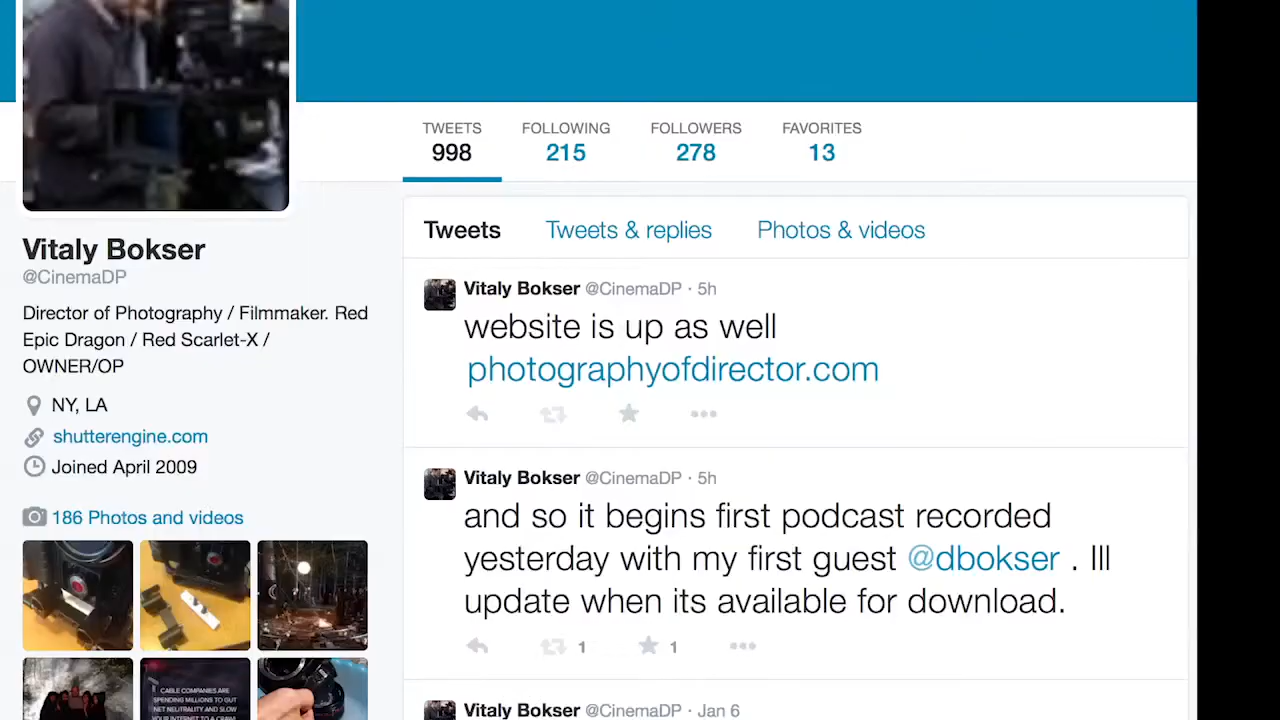 TWEETS FOLLOWING FOLLOWERS FAVORITES
998 215 278 13
Vitaly Bokser
@CinemaDP
Director of Photography / Filmmaker. Red
Epic Dragon / Red Scarlet-X /
OWNER/OP
NY, LA
shutterengine.com
Joined April 2009
186 Photos and videos
CABLE COMPANIES ARE
SPENDING MILLIONS TO GUT
NET NEUTRALITY AND SLOW
YOUR INTERNET TO A CRAWL
Tweets Tweets & replies Photos & videos
Vitaly Bokser @CinemaDP · 5h
website is up as well
photographyofdirector.com
Vitaly Bokser @CinemaDP · 5h
and so it begins first podcast recorded
yesterday with my first guest @dbokser . Ill
update when its available for download.
1 1
Vitaly Bokser @CinemaDP · Jan 6